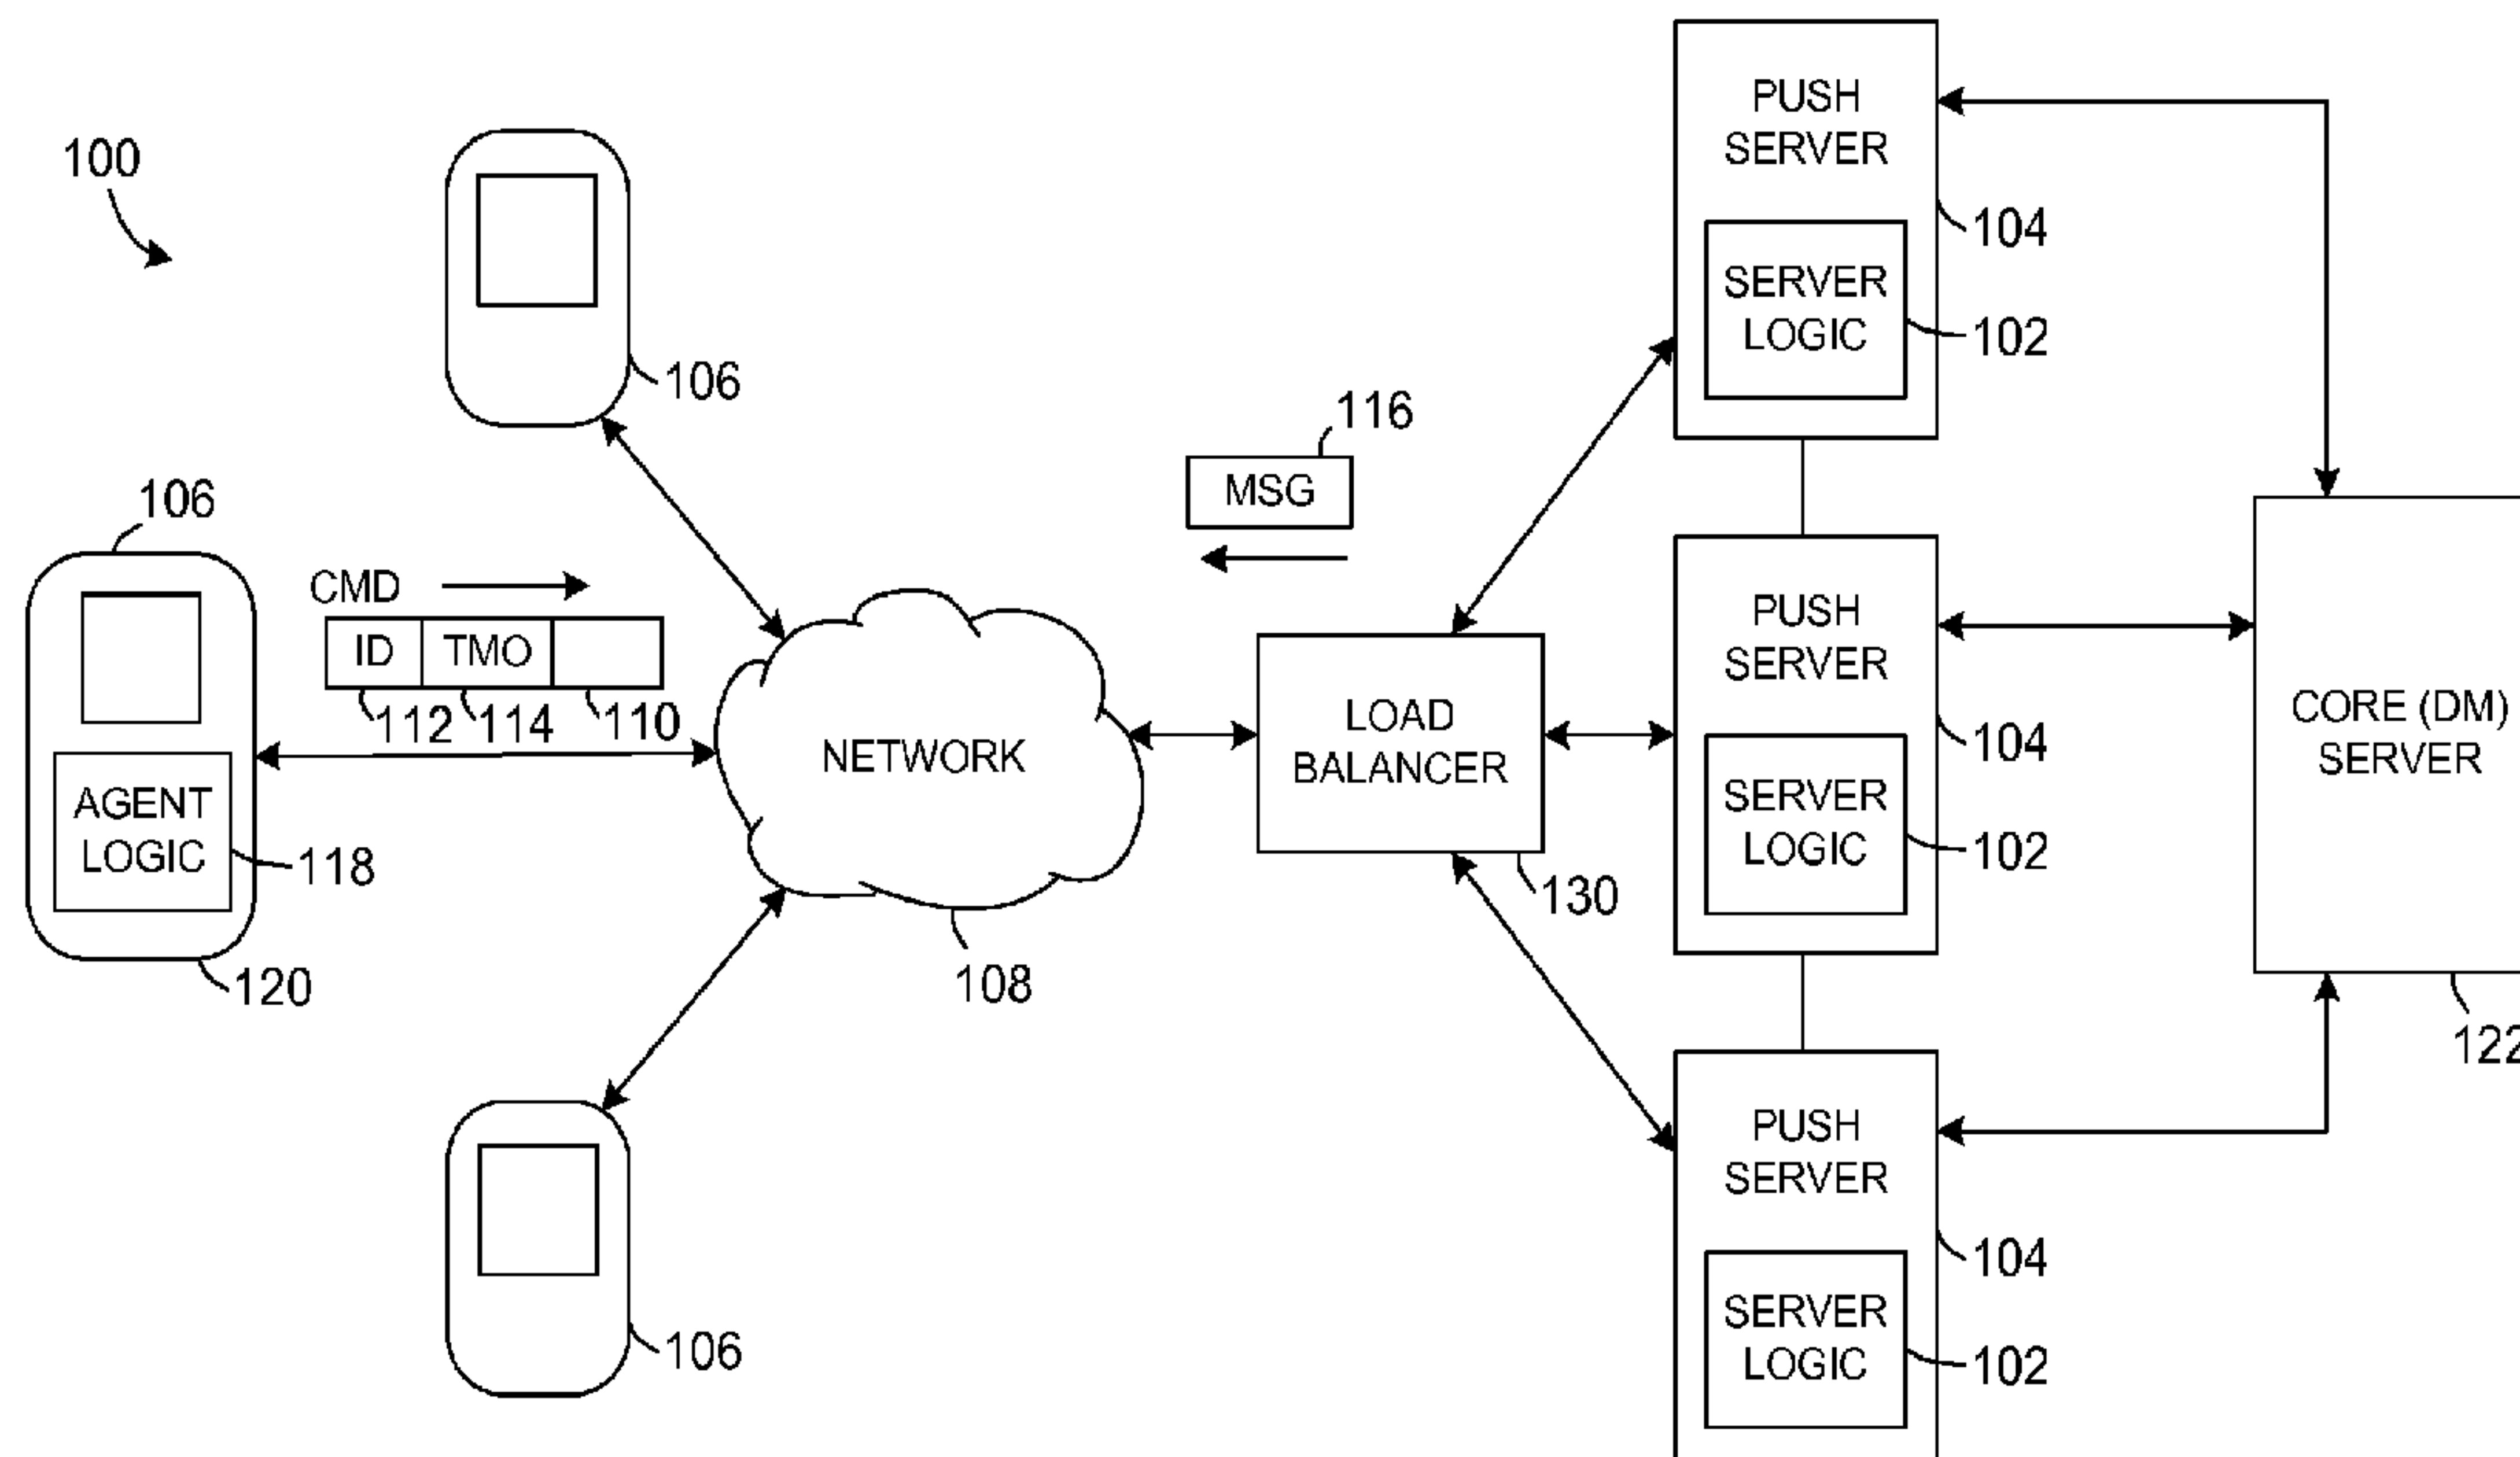 100
106
106
CMD
ID TMO
112 114 110
AGENT
LOGIC
118
120
106
NETWORK
108
116
MSG
LOAD
BALANCER
130
PUSH
SERVER
104
SERVER
LOGIC
102
PUSH
SERVER
104
SERVER
LOGIC
102
PUSH
SERVER
104
SERVER
LOGIC
102
CORE (DM)
SERVER
122